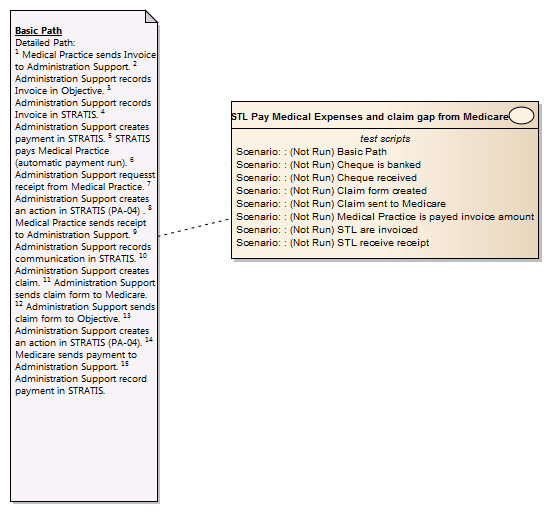 Basic Path
Detailed Path:
1 Medical Practice sends Invoice
to Administration Support. 2
Administration Support records
Invoice in Objective. 3
Administration Support records
Invoice in STRATIS. 4
Administration Support creates
payment in STRATIS. 5 STRATIS
pays Medical Practice
(automatic payment run). 6
Administration Support requesst
receipt from Medical Practice. 7
Administration Support creates
an action in STRATIS (PA-04) . 8
Medical Practice sends receipt
to Administration Support. 9
Administration Support records
communication in STRATIS. 10
Administration Support creates
claim. 11 Administration Support
sends claim form to Medicare.
12 Administration Support sends
claim form to Objective. 13
Administration Support creates
an action in STRATIS (PA-04). 14
Medicare sends payment to
Administration Support. 15
Administration Support record
payment in STRATIS.
STL Pay Medical Expenses and claim gap from Medicare
test scripts
Scenario: : (Not Run) Basic Path
Scenario: : (Not Run) Cheque is banked
Scenario: : (Not Run) Cheque received
Scenario: : (Not Run) Claim form created
Scenario: : (Not Run) Claim sent to Medicare
Scenario: : (Not Run) Medical Practice is payed invoice amount
Scenario: : (Not Run) STL are invoiced
Scenario: : (Not Run) STL receive receipt